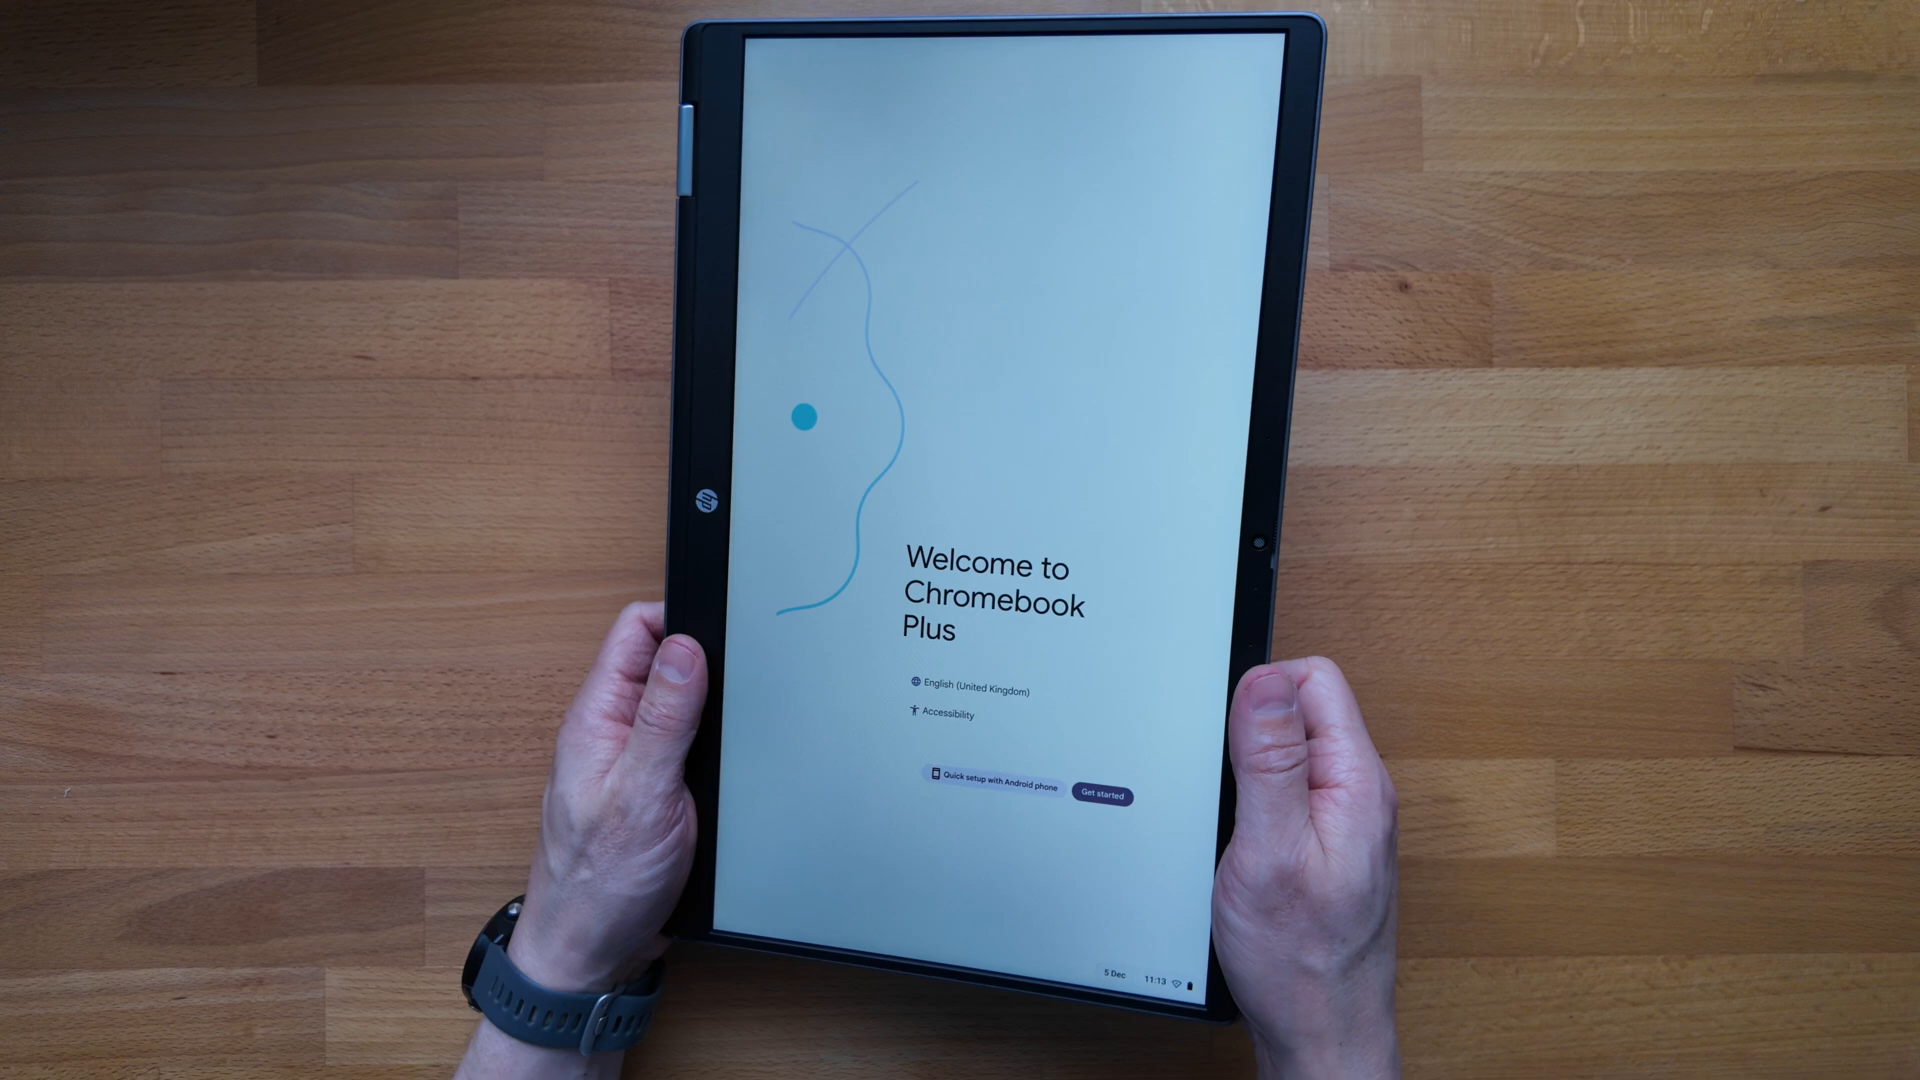 hp
Welcome to
Chromebook
Plus
English (United Kingdom)
Accessibility
Quick setup with Android phone
Get started
5 Dec
11:13